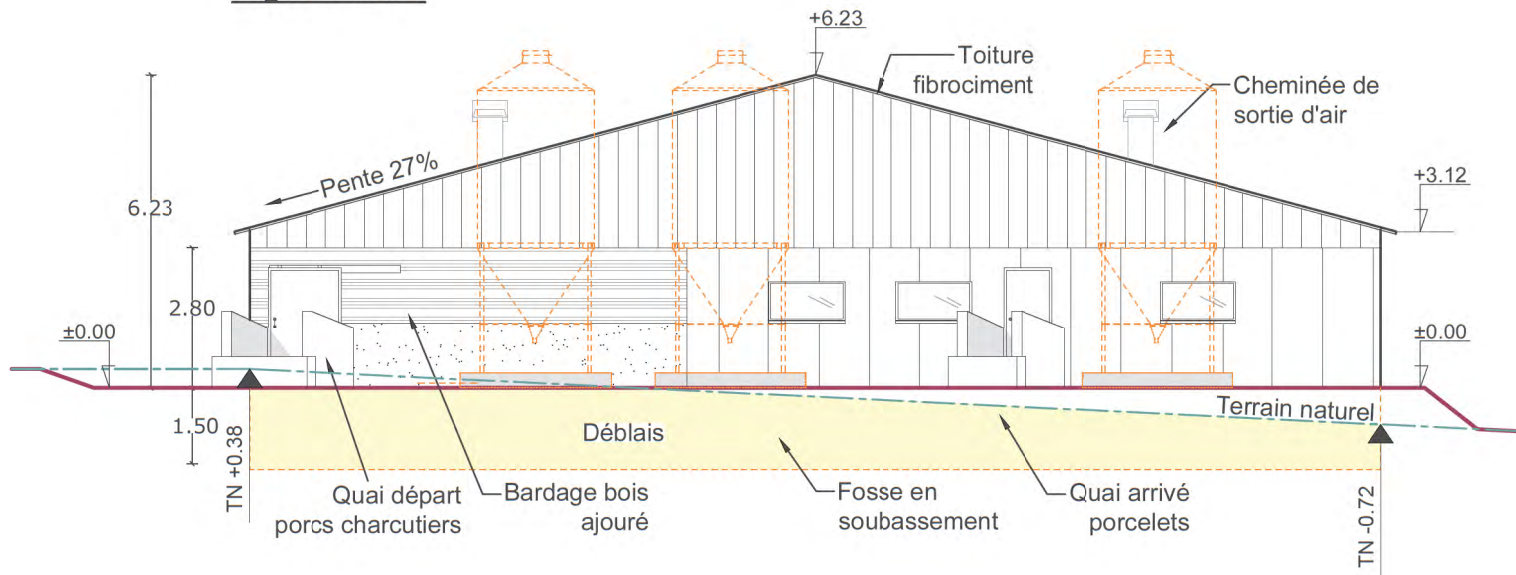 +6.23
Toiture
fibrociment
Cheminée de
sortie d'air
Pente 27%
+3.12
6.23
2.80
±0.00
±0.00
Terrain naturel
1.50
Déblais
TN +0.38
Quai départ
porcs charcutiers
Bardage bois
ajouré
Fosse en
soubassement
Quai arrivé
porcelets
TN -0.72